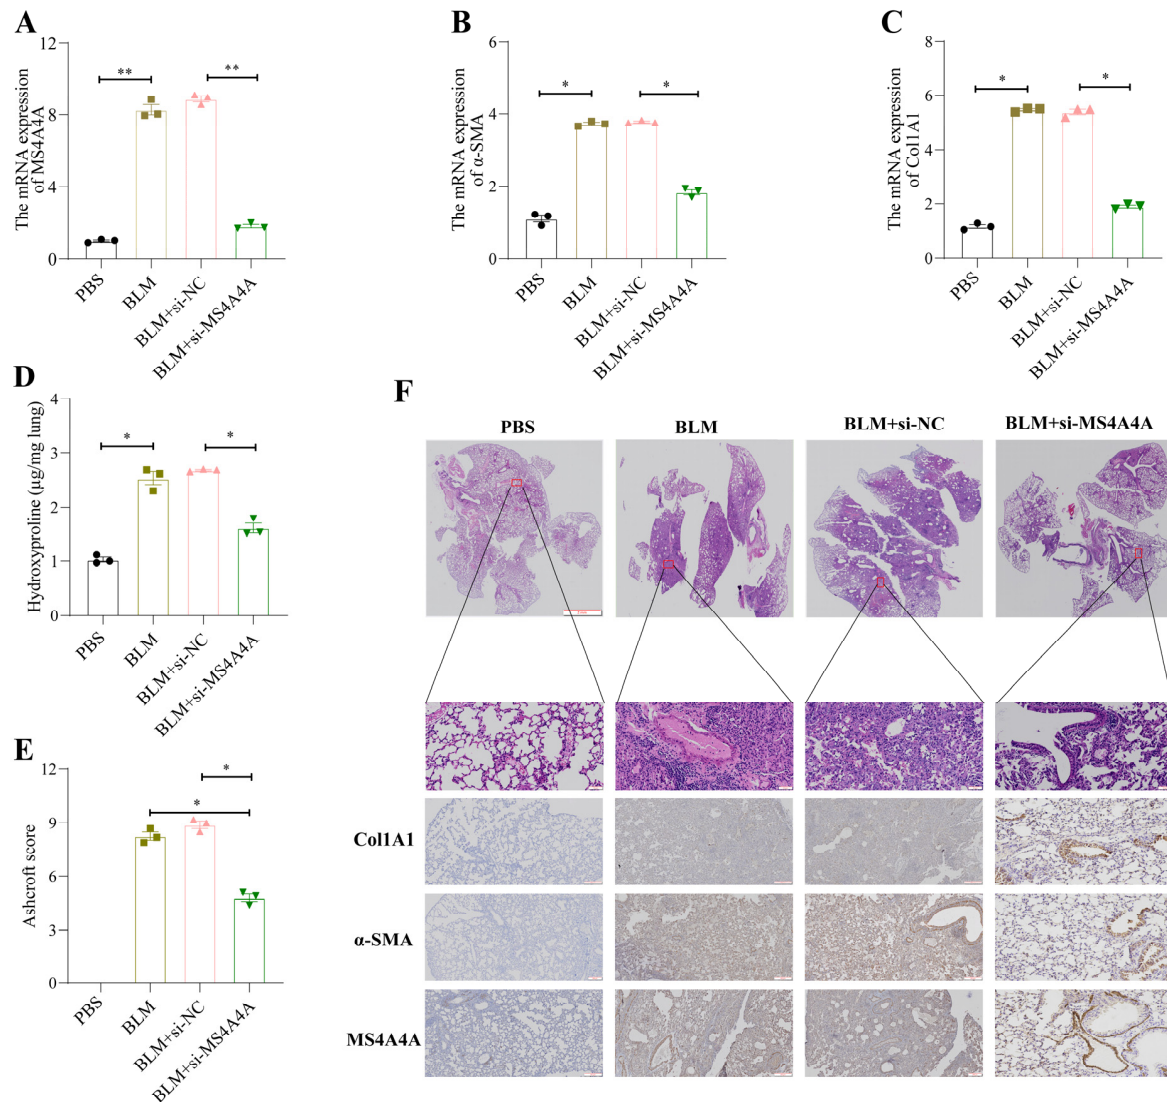 A
The mRNA expression
of MS4A4A
12
8
4
0
**
**
PBS
BLM
BLM+si-NC
BLM+si-MS4A4A
B
The mRNA expression
of α-SMA
6
4
2
0
*
*
PBS
BLM
BLM+si-NC
BLM+si-MS4A4A
C
The mRNA expression
of Col1A1
8
6
4
2
0
*
*
PBS
BLM
BLM+si-NC
BLM+si-MS4A4A
D
Hydroxyproline (μg/mg lung)
4
3
2
1
0
*
*
PBS
BLM
BLM+si-NC
BLM+si-MS4A4A
E
Ashcroft score
12
9
6
3
0
*
*
PBS
BLM
BLM+si-NC
BLM+si-MS4A4A
F
PBS
BLM
BLM+si-NC
BLM+si-MS4A4A
Col1A1
α-SMA
MS4A4A